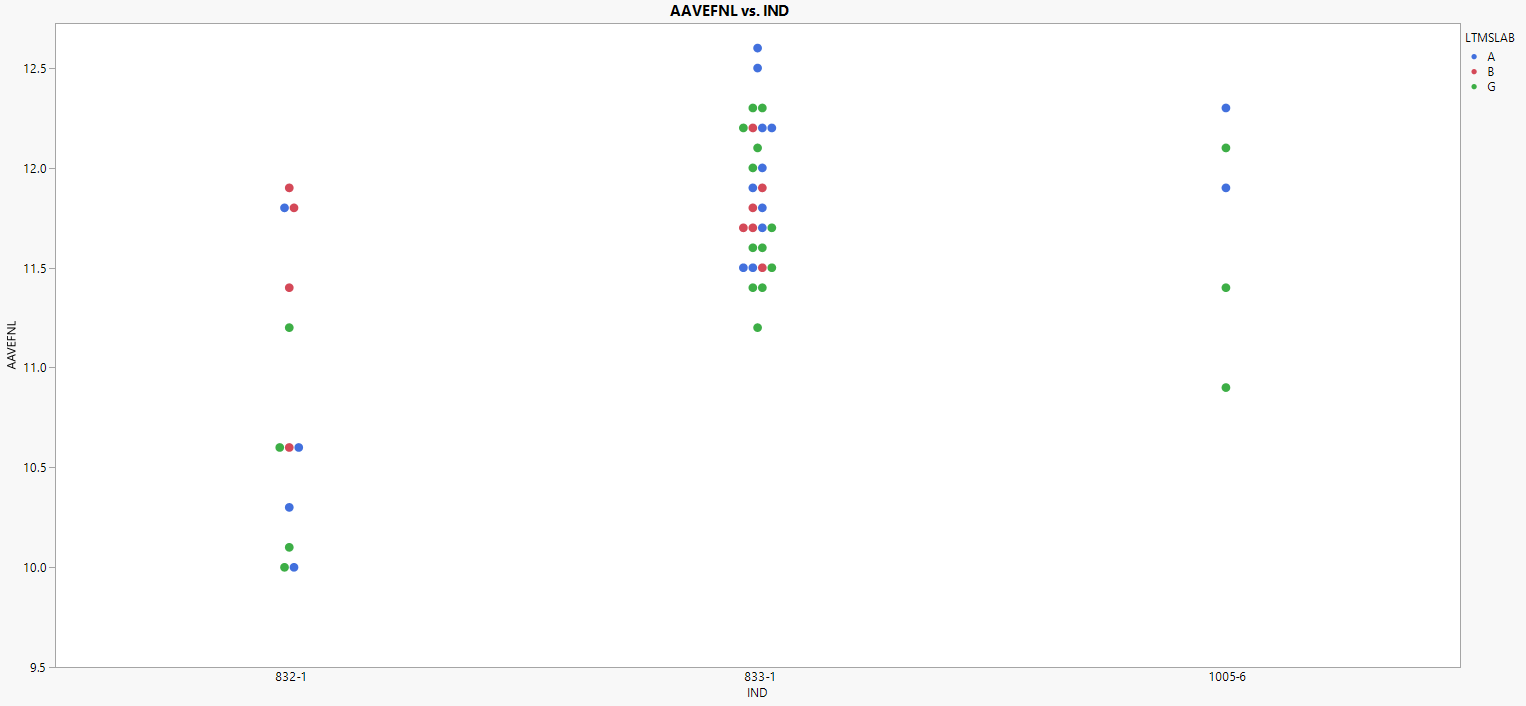 AAVEFNL vs. IND
LTMSLAB
A
B
G
12.5
12.0
11.5
11.0
10.5
10.0
9.5
AAVEFNL
832-1
833-1
1005-6
IND